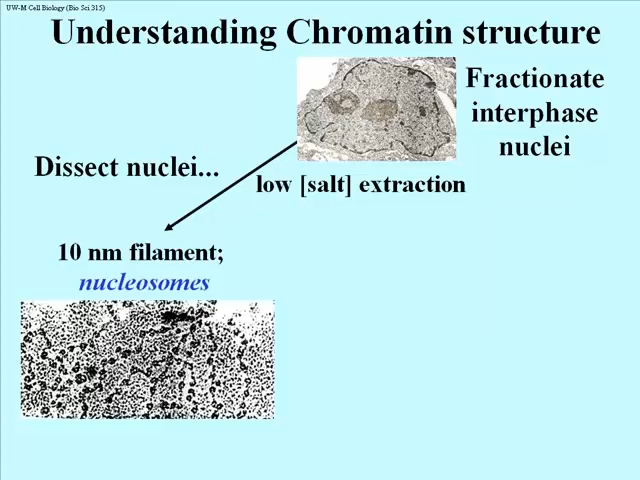 UW-M Cell Biology (Bio Sci 315)
Understanding Chromatin structure
Fractionate
interphase
nuclei
Dissect nuclei...
low [salt] extraction
10 nm filament;
nucleosomes